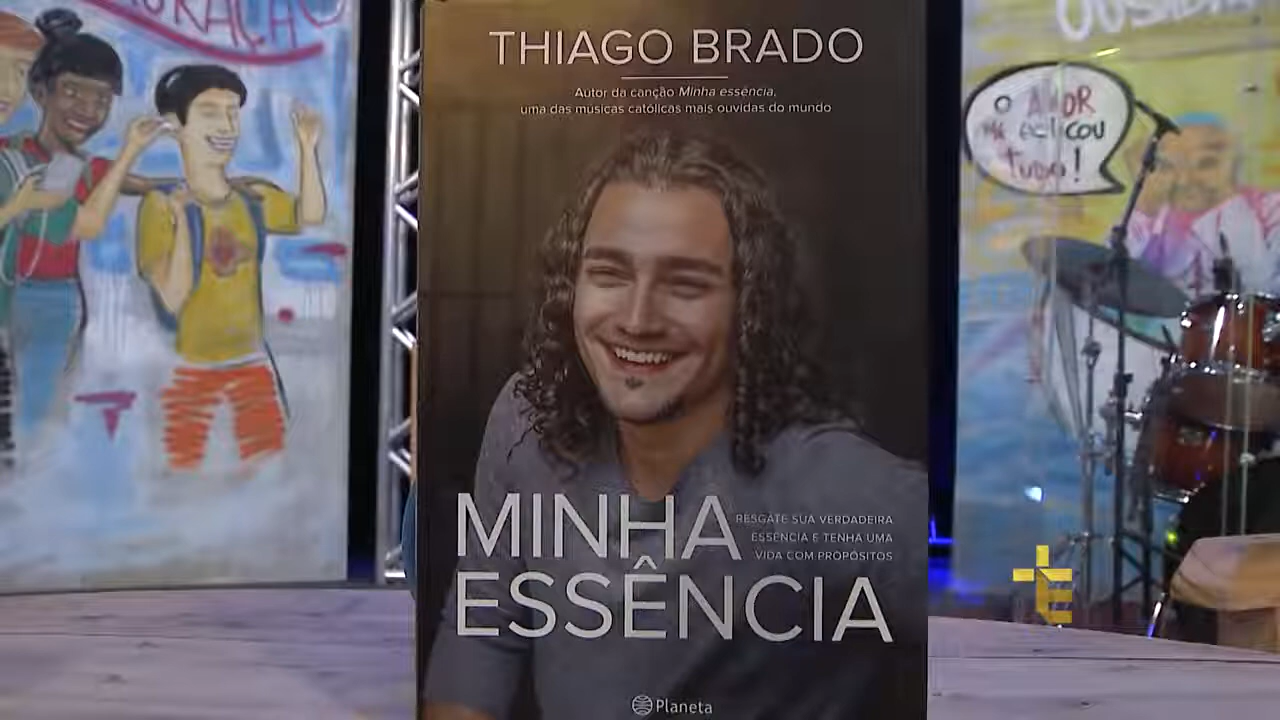 THIAGO BRADO
Autor da canção Minha essência,
uma das músicas católicas mais ouvidas do mundo
O AMOR
ME EXPLICOU
TUDO!
MINHA
RESGATE SUA VERDADEIRA
ESSÊNCIA E TENHA UMA
VIDA COM PROPÓSITOS
ESSÊNCIA
Planeta